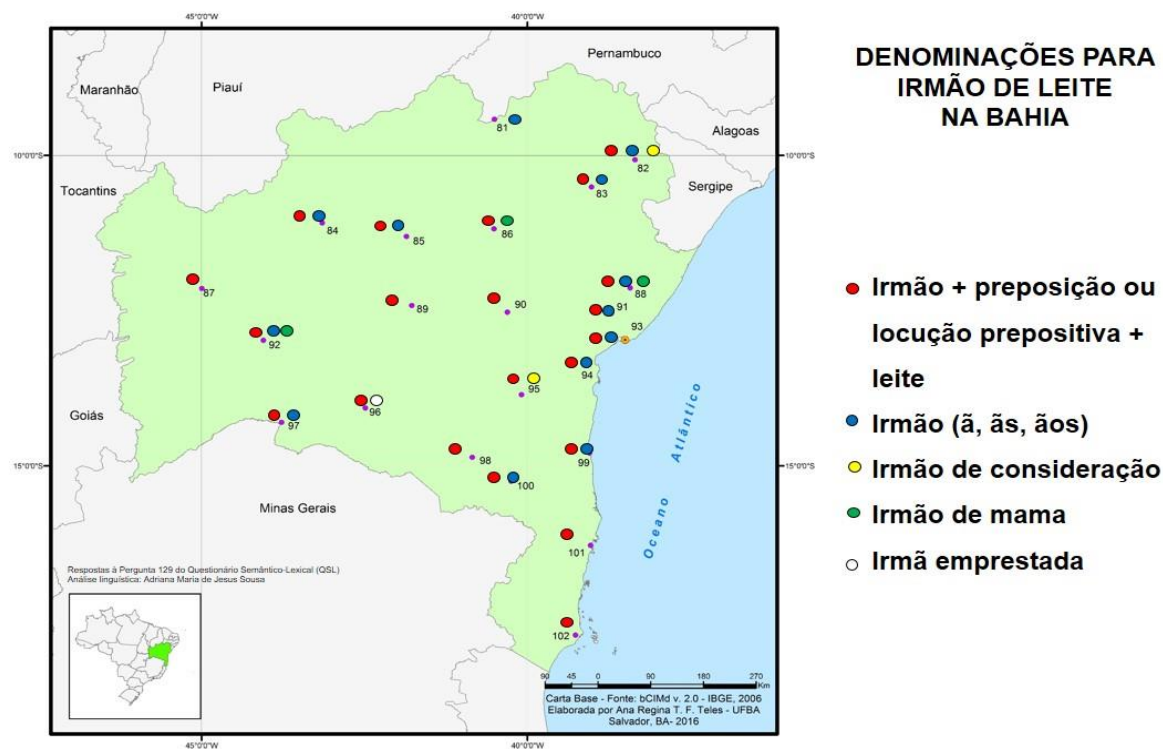 45°0'0"W
40°0'0"W
DENOMINAÇÕES PARA
IRMÃO DE LEITE
NA BAHIA
Pernambuco
Maranhão
Piauí
Alagoas
81
10°0'0"S
10°0'0"S
82
Tocantins
Sergipe
83
84
85
86
87
88
89
90
91
93
92
94
95
96
Goiás
97
98
99
15°0'0"S
15°0'0"S
100
Minas Gerais
101
102
Oceano Atlântico
Irmão + preposição ou
locução prepositiva +
leite
Irmão (ã, ãs, ãos)
Irmão de consideração
Irmão de mama
Irmã emprestada
Respostas à Pergunta 129 do Questionário Semântico-Lexical (QSL)
Análise linguística: Adriana Maria de Jesus Sousa
90 45 0 90 180 270
Km
Carta Base - Fonte: bCIMd v. 2.0 - IBGE, 2006
Elaborada por Ana Regina T. F. Teles - UFBA
Salvador, BA- 2016
45°0'0"W
40°0'0"W